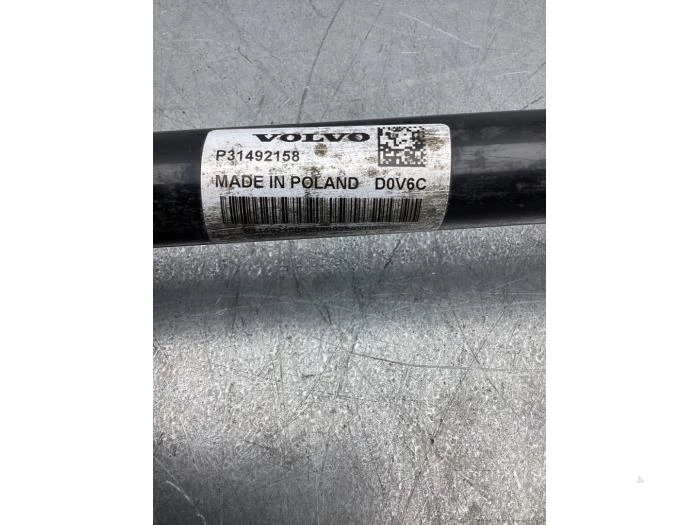 VOLVO
P31492158
MADE IN POLAND D0V6C